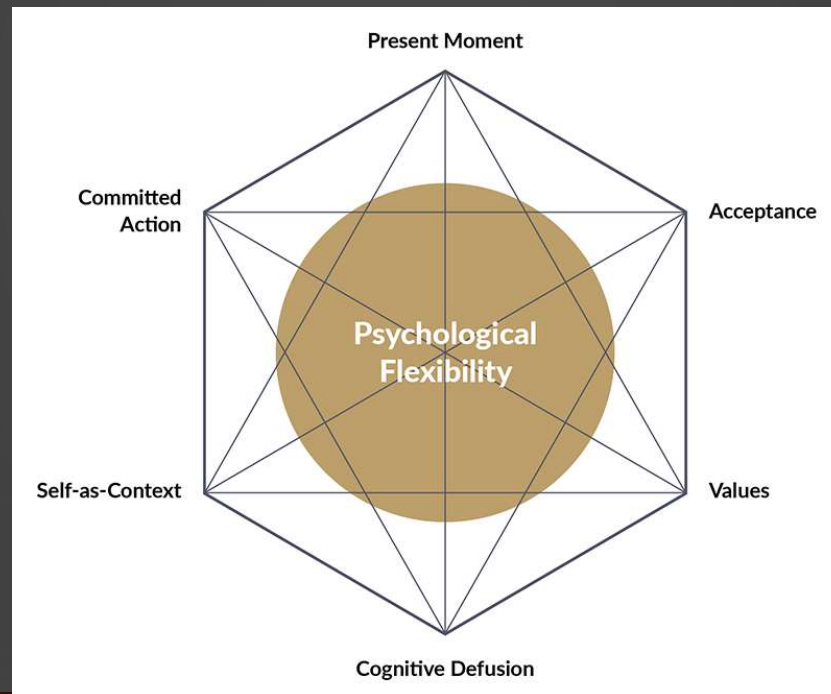 Present Moment
Committed
Action
Acceptance
Psychological
Flexibility
Self-as-Context
Values
Cognitive Defusion